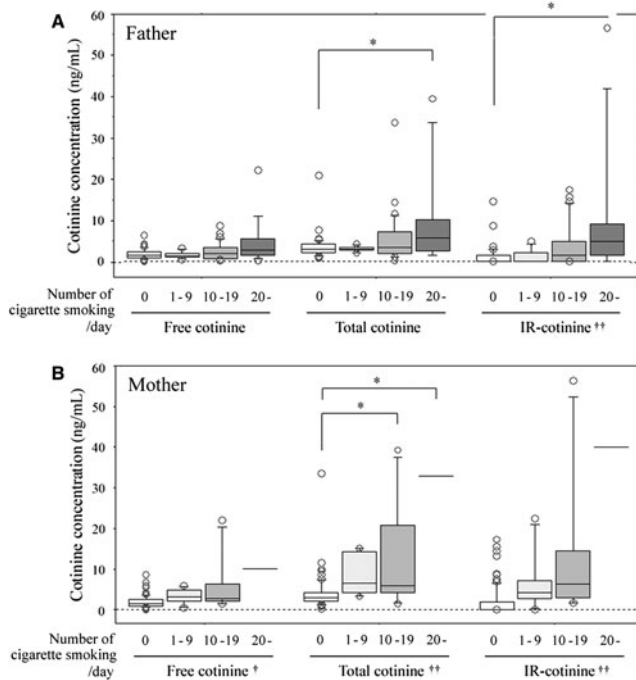 A
Father
*
*
Cotinine concentration (ng/mL)
60
50
40
30
20
10
0
Number of cigarette smoking /day
0 1-9 10-19 20- 0 1-9 10-19 20- 0 1-9 10-19 20-
Free cotinine Total cotinine IR-cotinine ††
B
Mother
*
*
Cotinine concentration (ng/mL)
60
50
40
30
20
10
0
Number of cigarette smoking /day
0 1-9 10-19 20- 0 1-9 10-19 20- 0 1-9 10-19 20-
Free cotinine † Total cotinine †† IR-cotinine ††